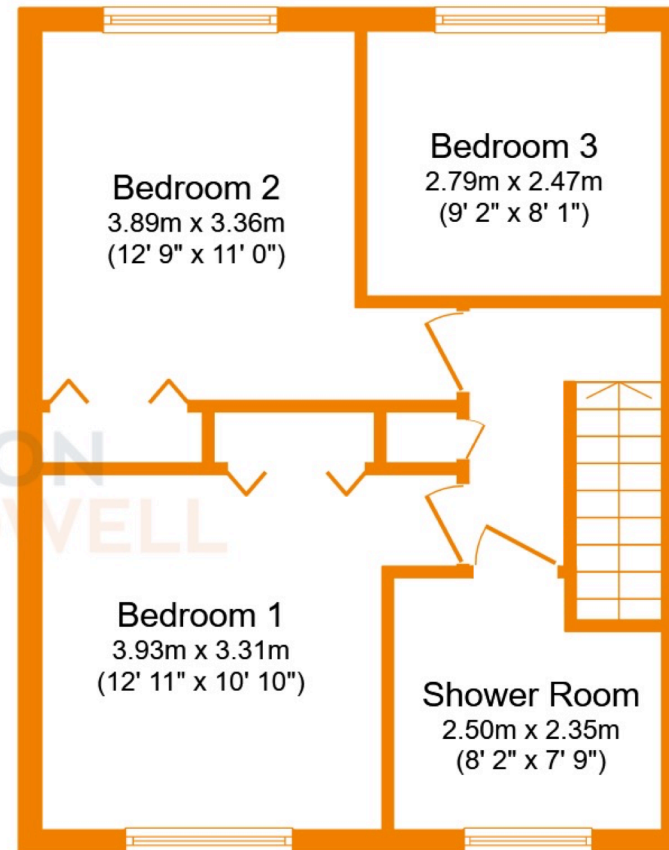 Bedroom 2
3.89m x 3.36m
(12' 9" x 11' 0")
Bedroom 3
2.79m x 2.47m
(9' 2" x 8' 1")
ON
WELL
Bedroom 1
3.93m x 3.31m
(12' 11" x 10' 10")
Shower Room
2.50m x 2.35m
(8' 2" x 7' 9")